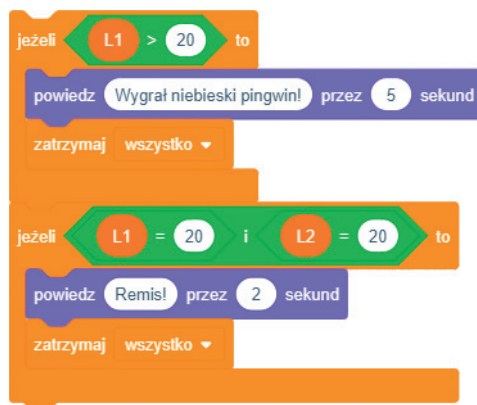 jeżeli L1 > 20 to
powiedz Wygrał niebieski pingwin! przez 5 sekund
zatrzymaj wszystko
jeżeli L1 = 20 i L2 = 20 to
powiedz Remis! przez 2 sekund
zatrzymaj wszystko